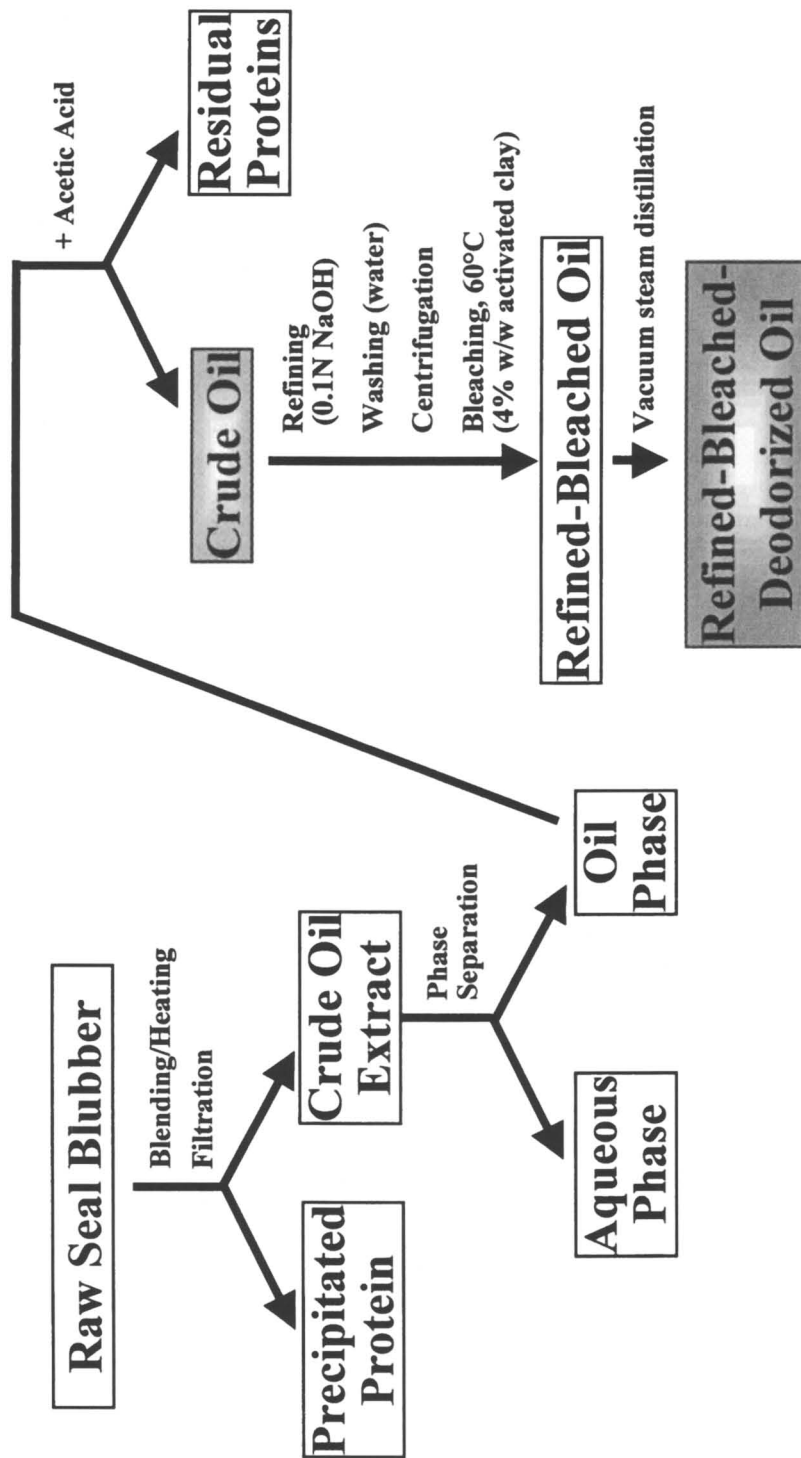 Raw Seal Blubber
Blending/Heating
Filtration
Precipitated
Protein
Crude Oil
Extract
Phase
Separation
Aqueous
Phase
Oil
Phase
+ Acetic Acid
Crude Oil
Residual
Proteins
Refining
(0.1N NaOH)
Washing (water)
Centrifugation
Bleaching, 60°C
(4% w/w activated clay)
Refined-Bleached Oil
Vacuum steam distillation
Refined-Bleached-
Deodorized Oil